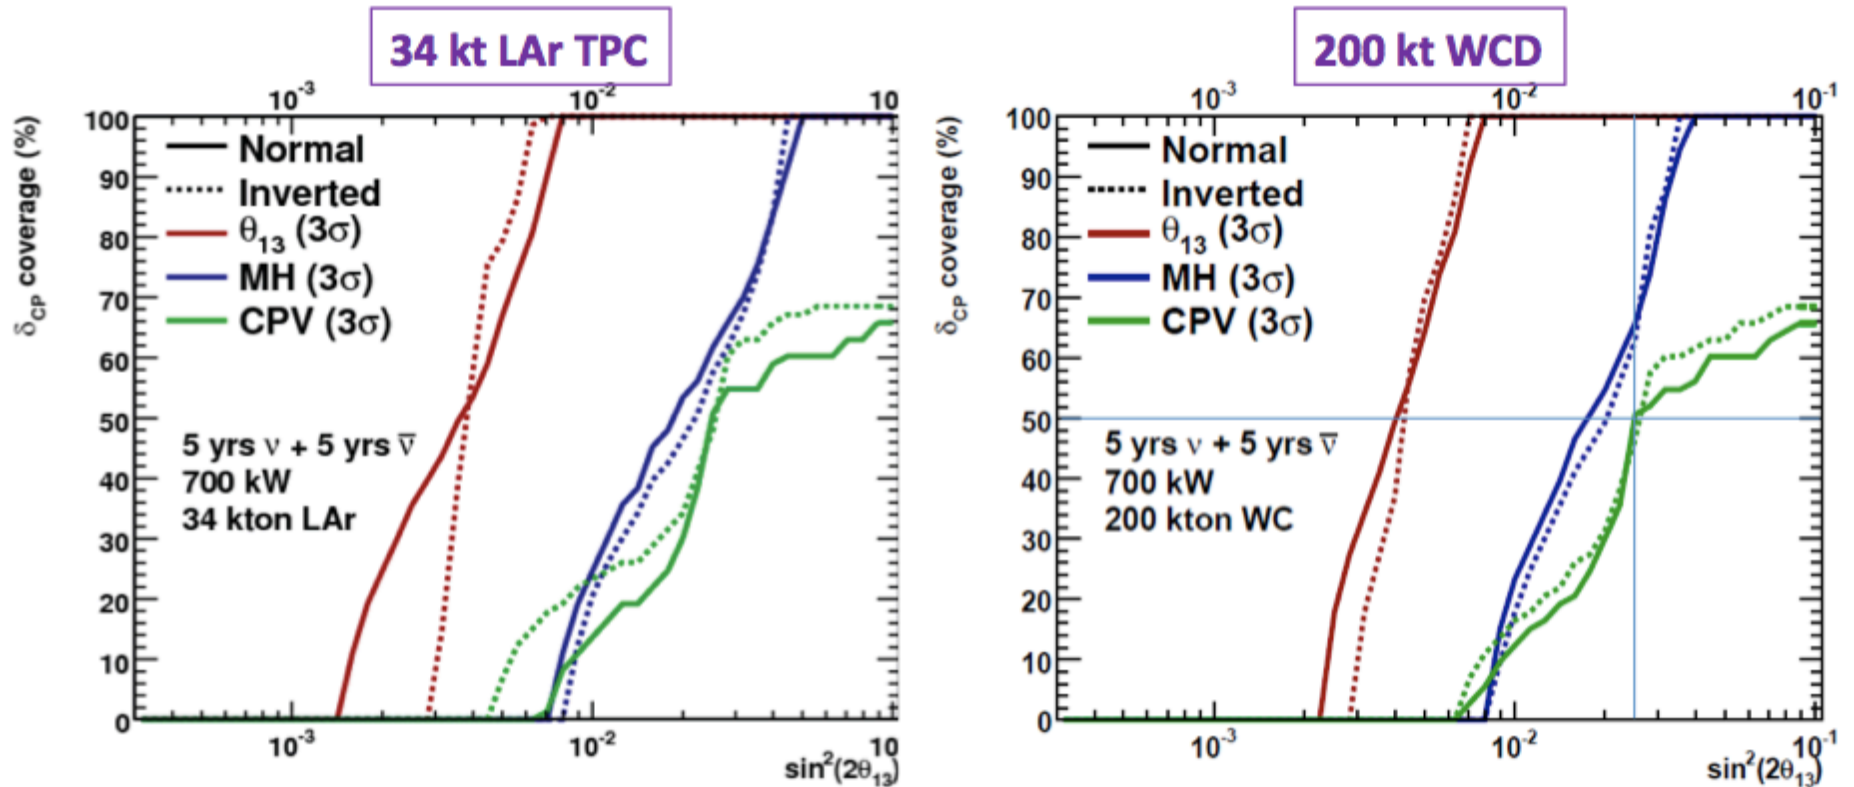 34 kt LAr TPC
10⁻³ 10⁻² 10
100
90
80
70
60
50
40
30
20
10
0
δCP coverage (%)
Normal
Inverted
θ₁₃ (3σ)
MH (3σ)
CPV (3σ)
5 yrs ν + 5 yrs ν̅
700 kW
34 kton LAr
10⁻³ 10⁻² 10
sin²(2θ₁₃)
200 kt WCD
10⁻³ 10⁻² 10⁻¹
100
90
80
70
60
50
40
30
20
10
0
δCP coverage (%)
Normal
Inverted
θ₁₃ (3σ)
MH (3σ)
CPV (3σ)
5 yrs ν + 5 yrs ν̅
700 kW
200 kton WC
10⁻³ 10⁻² 10⁻¹
sin²(2θ₁₃)